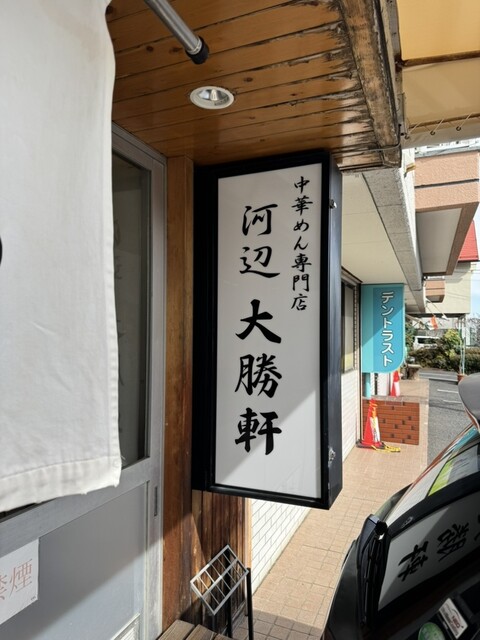 中華めん専門店
河辺 大勝軒
デントラスト
禁煙